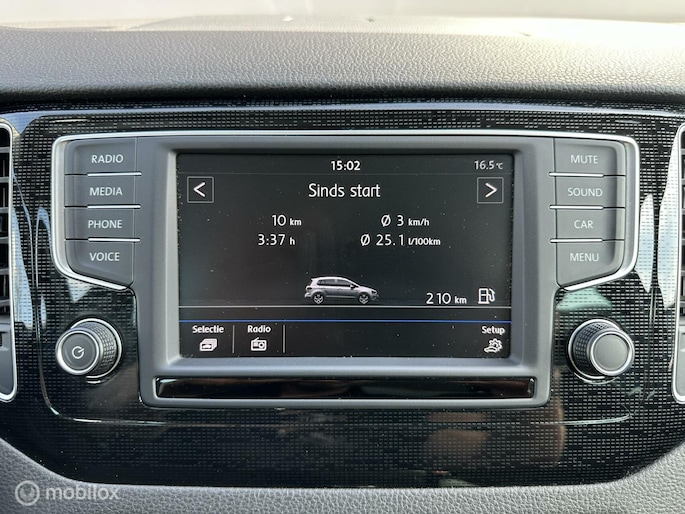 RADIO
MEDIA
PHONE
VOICE
15:02 16.5°C
< Sinds start >
10 km Ø 3 km/h
3:37 h Ø 25.1 l/100km
210 km
Selectie Radio Setup
MUTE
SOUND
CAR
MENU
mobilox